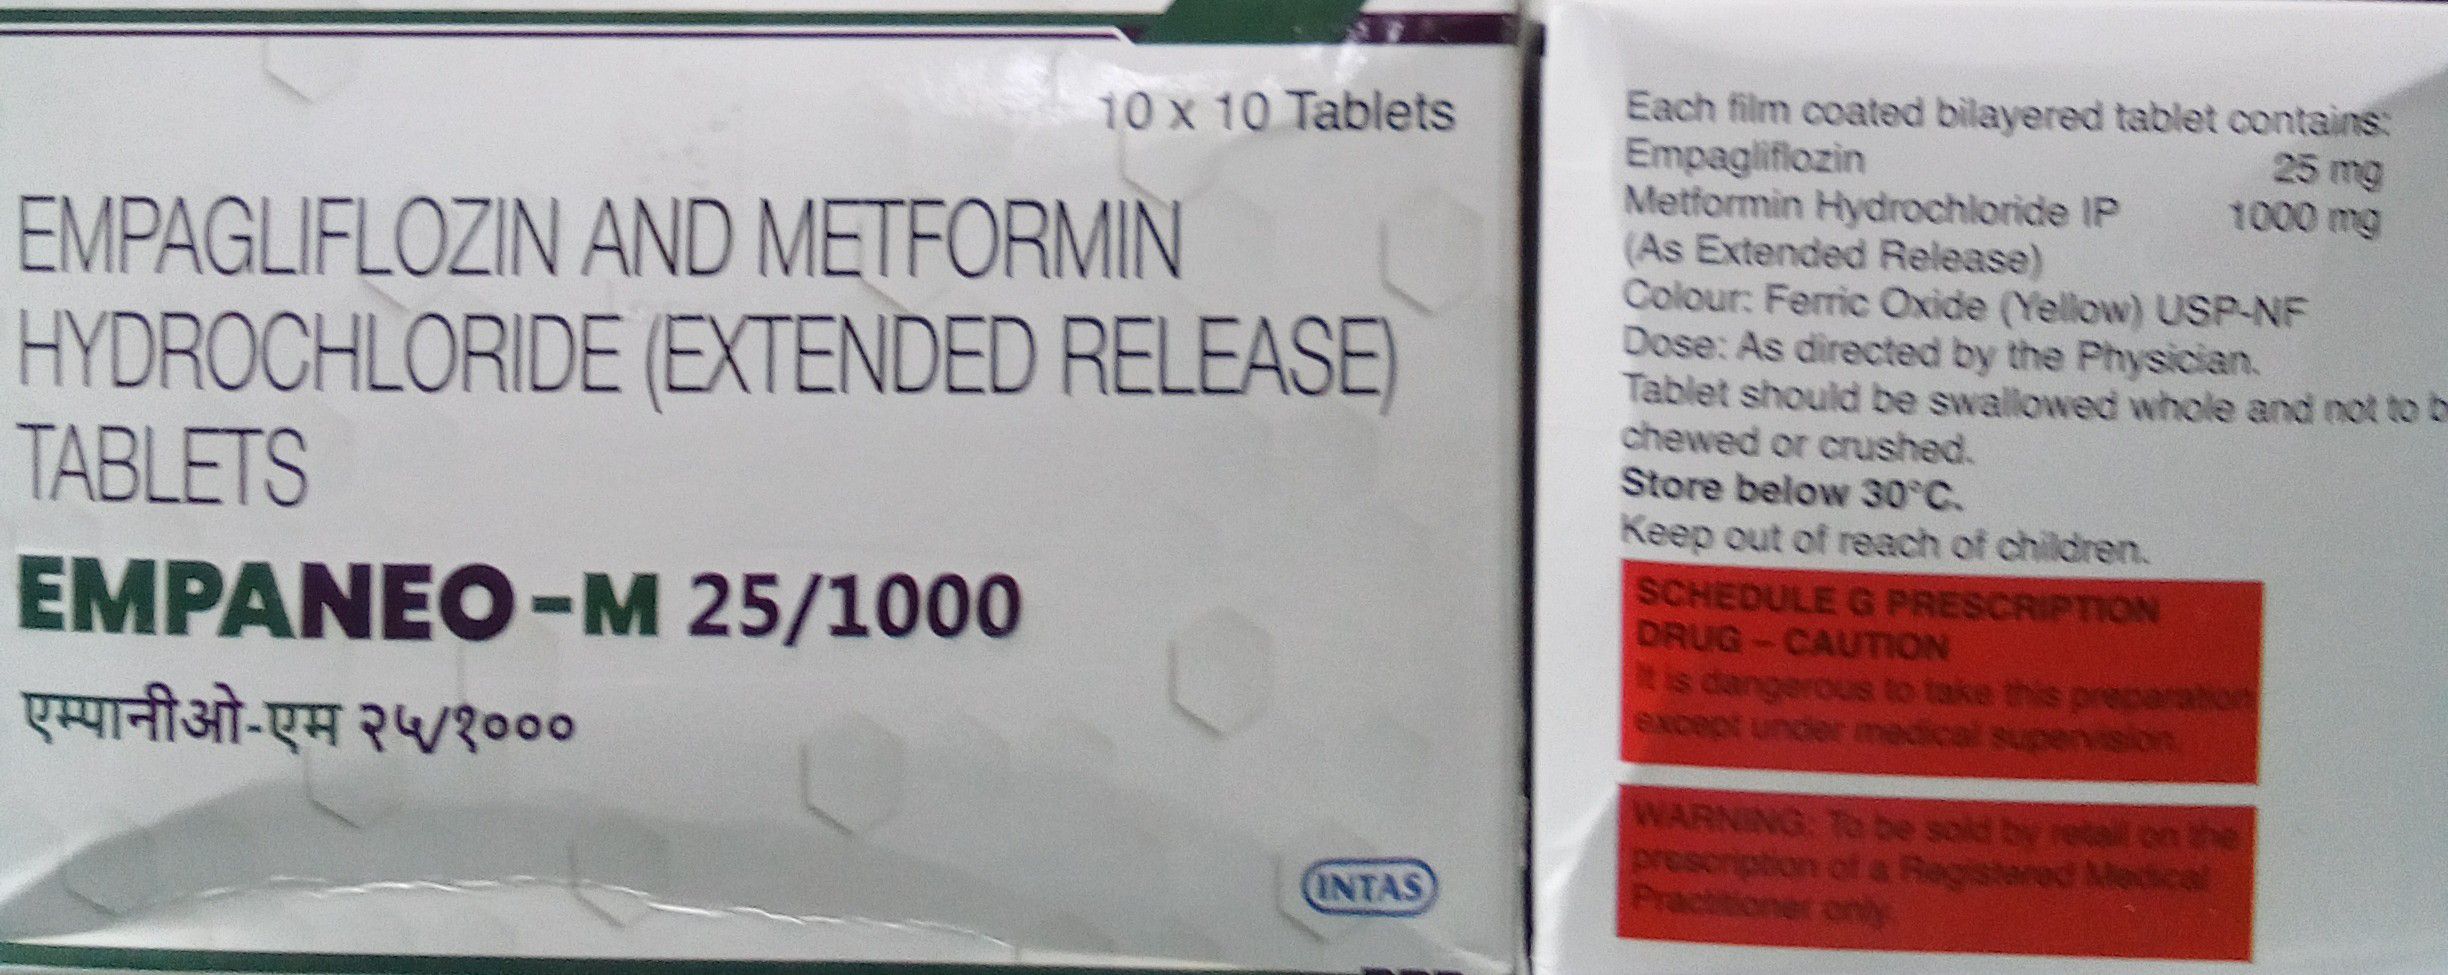 10 x 10 Tablets
EMPAGLIFLOZIN AND METFORMIN
HYDROCHLORIDE (EXTENDED RELEASE)
TABLETS
EMPANEO-M 25/1000
एम्पानीओ-एम २५/१०००
INTAS
Each film coated bilayered tablet contains:
Empagliflozin 25 mg
Metformin Hydrochloride IP 1000 mg
(As Extended Release)
Colour: Ferric Oxide (Yellow) USP-NF
Dose: As directed by the Physician.
Tablet should be swallowed whole and not to b
chewed or crushed.
Store below 30°C.
Keep out of reach of children.
SCHEDULE G PRESCRIPTION
DRUG – CAUTION
It is dangerous to take this preparation
except under medical supervision.
WARNING: To be sold by retail on the
prescription of a Registered Medical
Practitioner only.